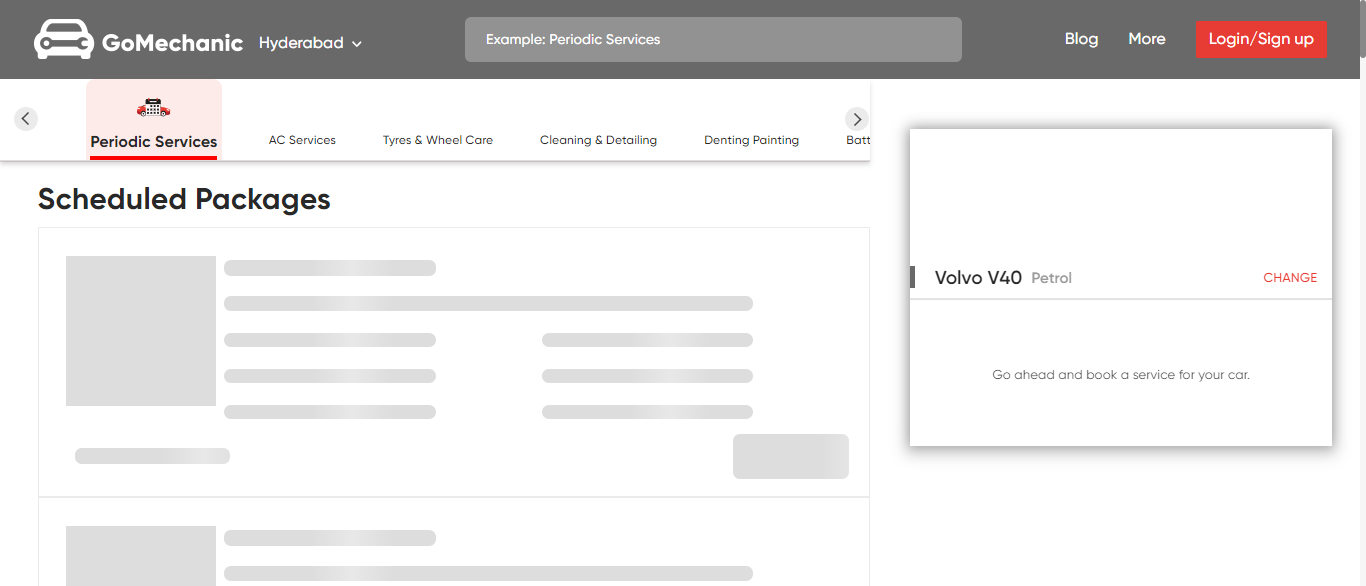 GoMechanic
Hyderabad
Example: Periodic Services
Blog
More
Login/Sign up
Periodic Services
AC Services
Tyres & Wheel Care
Cleaning & Detailing
Denting Painting
Batt
Scheduled Packages
Volvo V40 Petrol
CHANGE
Go ahead and book a service for your car.